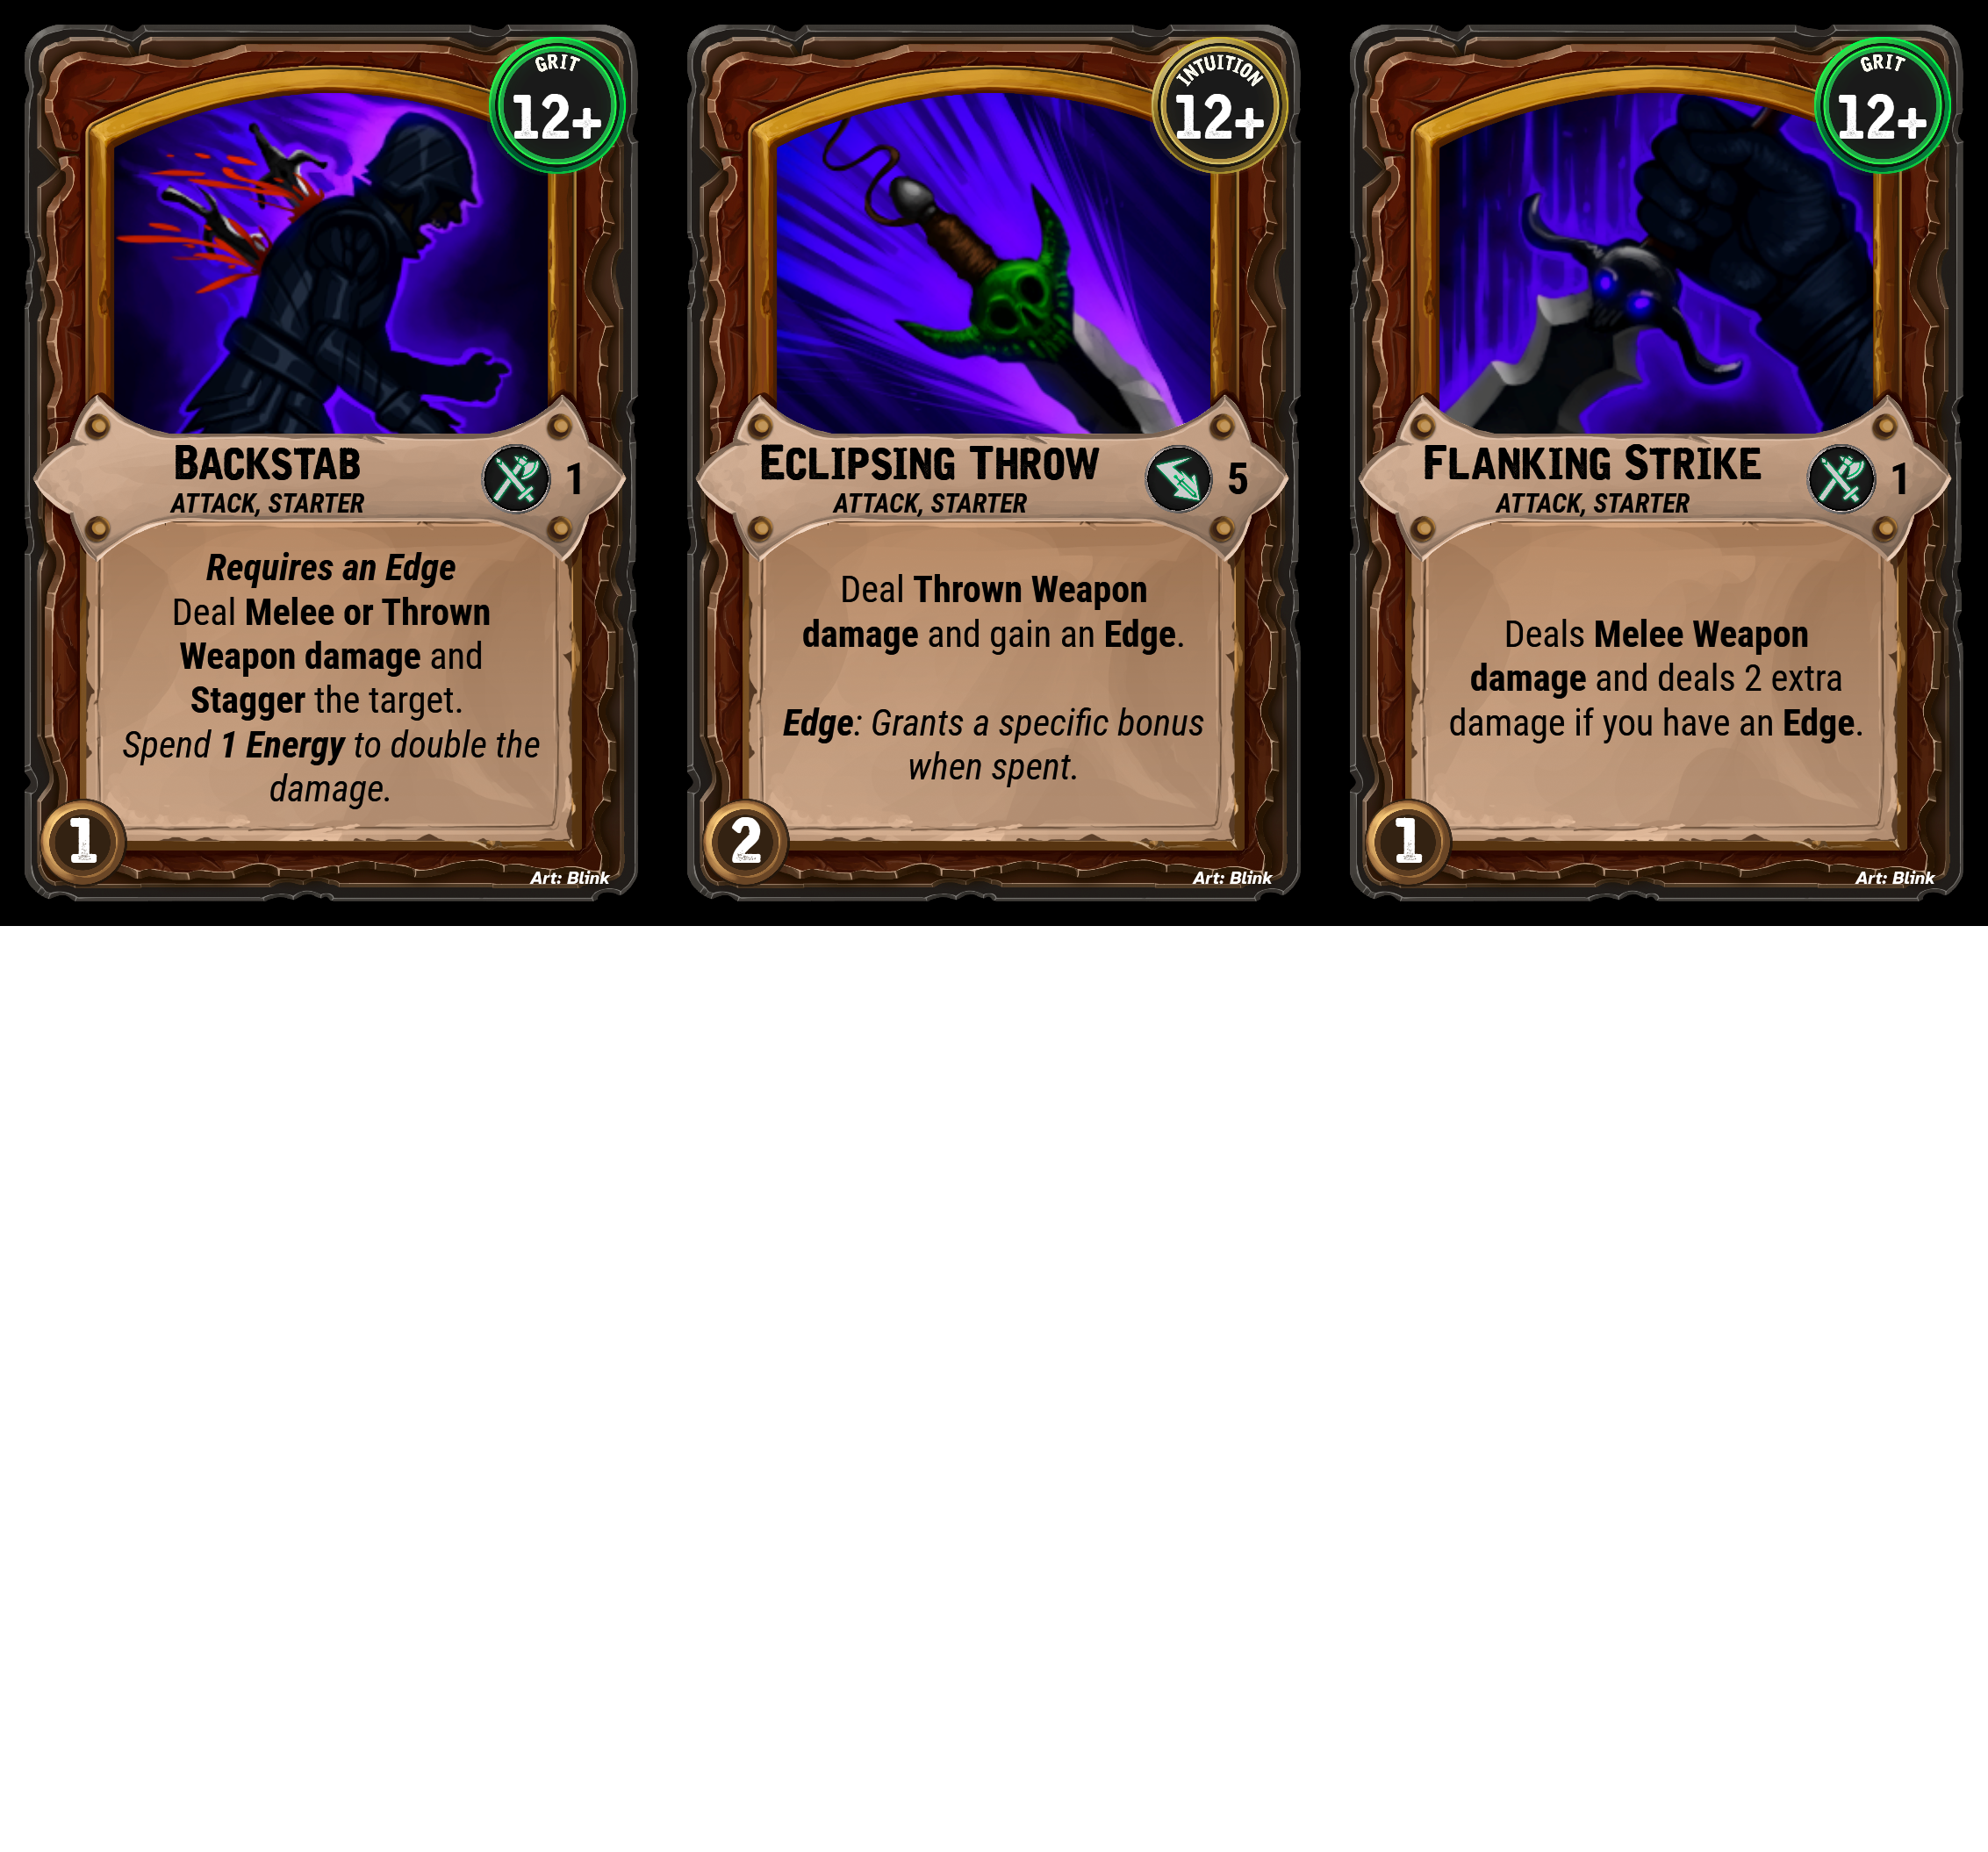 GRIT
12+
BACKSTAB
ATTACK, STARTER
1
Requires an Edge
Deal Melee or Thrown
Weapon damage and
Stagger the target.
Spend 1 Energy to double the
damage.
1
Art: Blink
INTUITION
12+
ECLIPSING THROW
ATTACK, STARTER
5
Deal Thrown Weapon
damage and gain an Edge.
Edge: Grants a specific bonus
when spent.
2
Art: Blink
GRIT
12+
FLANKING STRIKE
ATTACK, STARTER
1
Deals Melee Weapon
damage and deals 2 extra
damage if you have an Edge.
1
Art: Blink